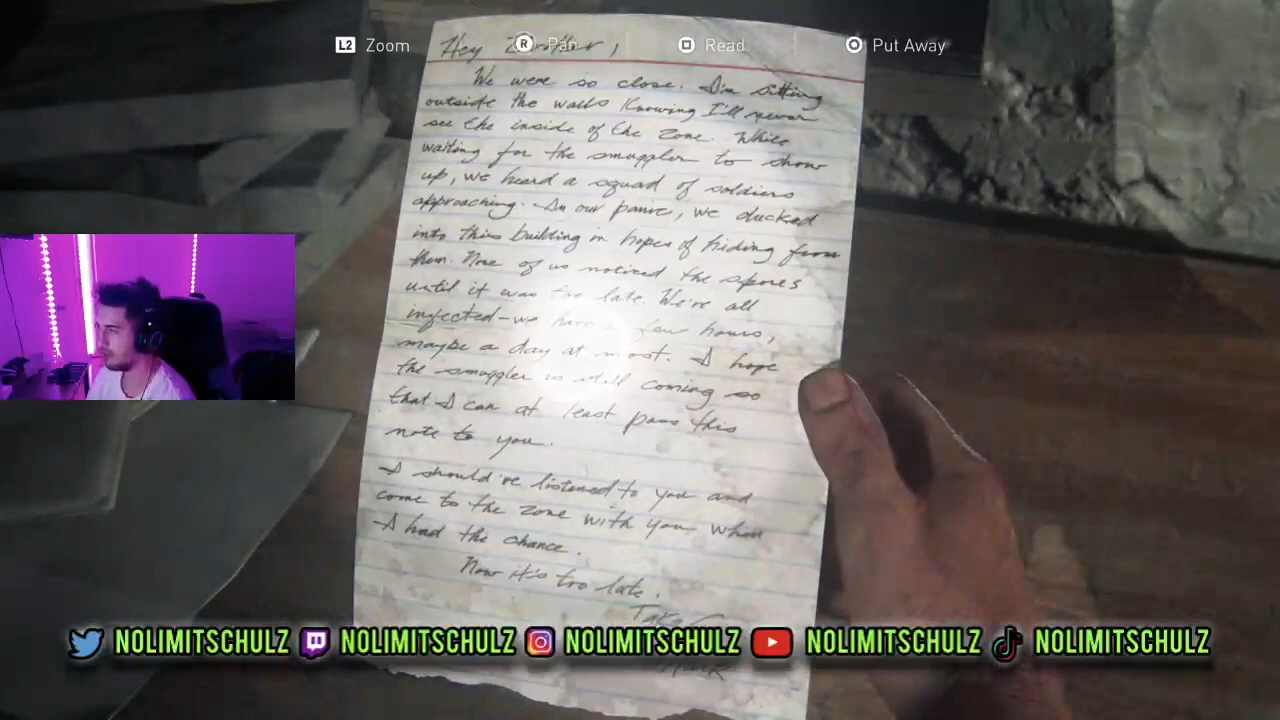 L2 Zoom R Pan Read Put Away
Hey Brother,
We were so close. I'm sitting
outside the walls knowing I'll never
see the inside of the zone. While
waiting for the smuggler to show
up, we heard a squad of soldiers
approaching. In our panic, we ducked
into this building in hopes of hiding from
them. None of us noticed the spores
until it was too late. We're all
infected-we have a few hours,
maybe a day at most. I hope
the smuggler is still coming so
that I can at least pass this
note to you.
I should've listened to you and
come to the zone with you when
I had the chance.
Now it's too late.
NOLIMITSCHULZ NOLIMITSCHULZ NOLIMITSCHULZ NOLIMITSCHULZ NOLIMITSCHULZ